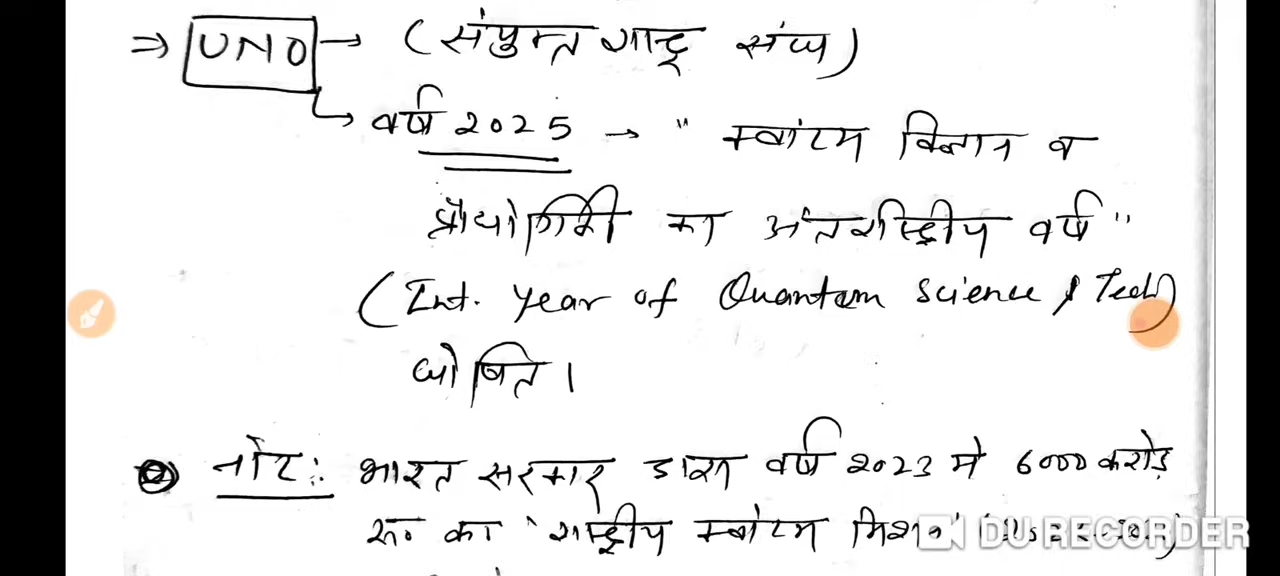 ⇒ UNO → (संयुक्त राष्ट्र संघ)
↳ वर्ष 2025 → "क्वांटम विज्ञान व
प्रौद्योगिकी का अंतर्राष्ट्रीय वर्ष"
(Int. Year of Quantum Science & Tech)
घोषित।
नोट: भारत सरकार द्वारा वर्ष 2023 मे 6000 करोड़
रू० का 'राष्ट्रीय क्वांटम मिशन'
DU RECORDER